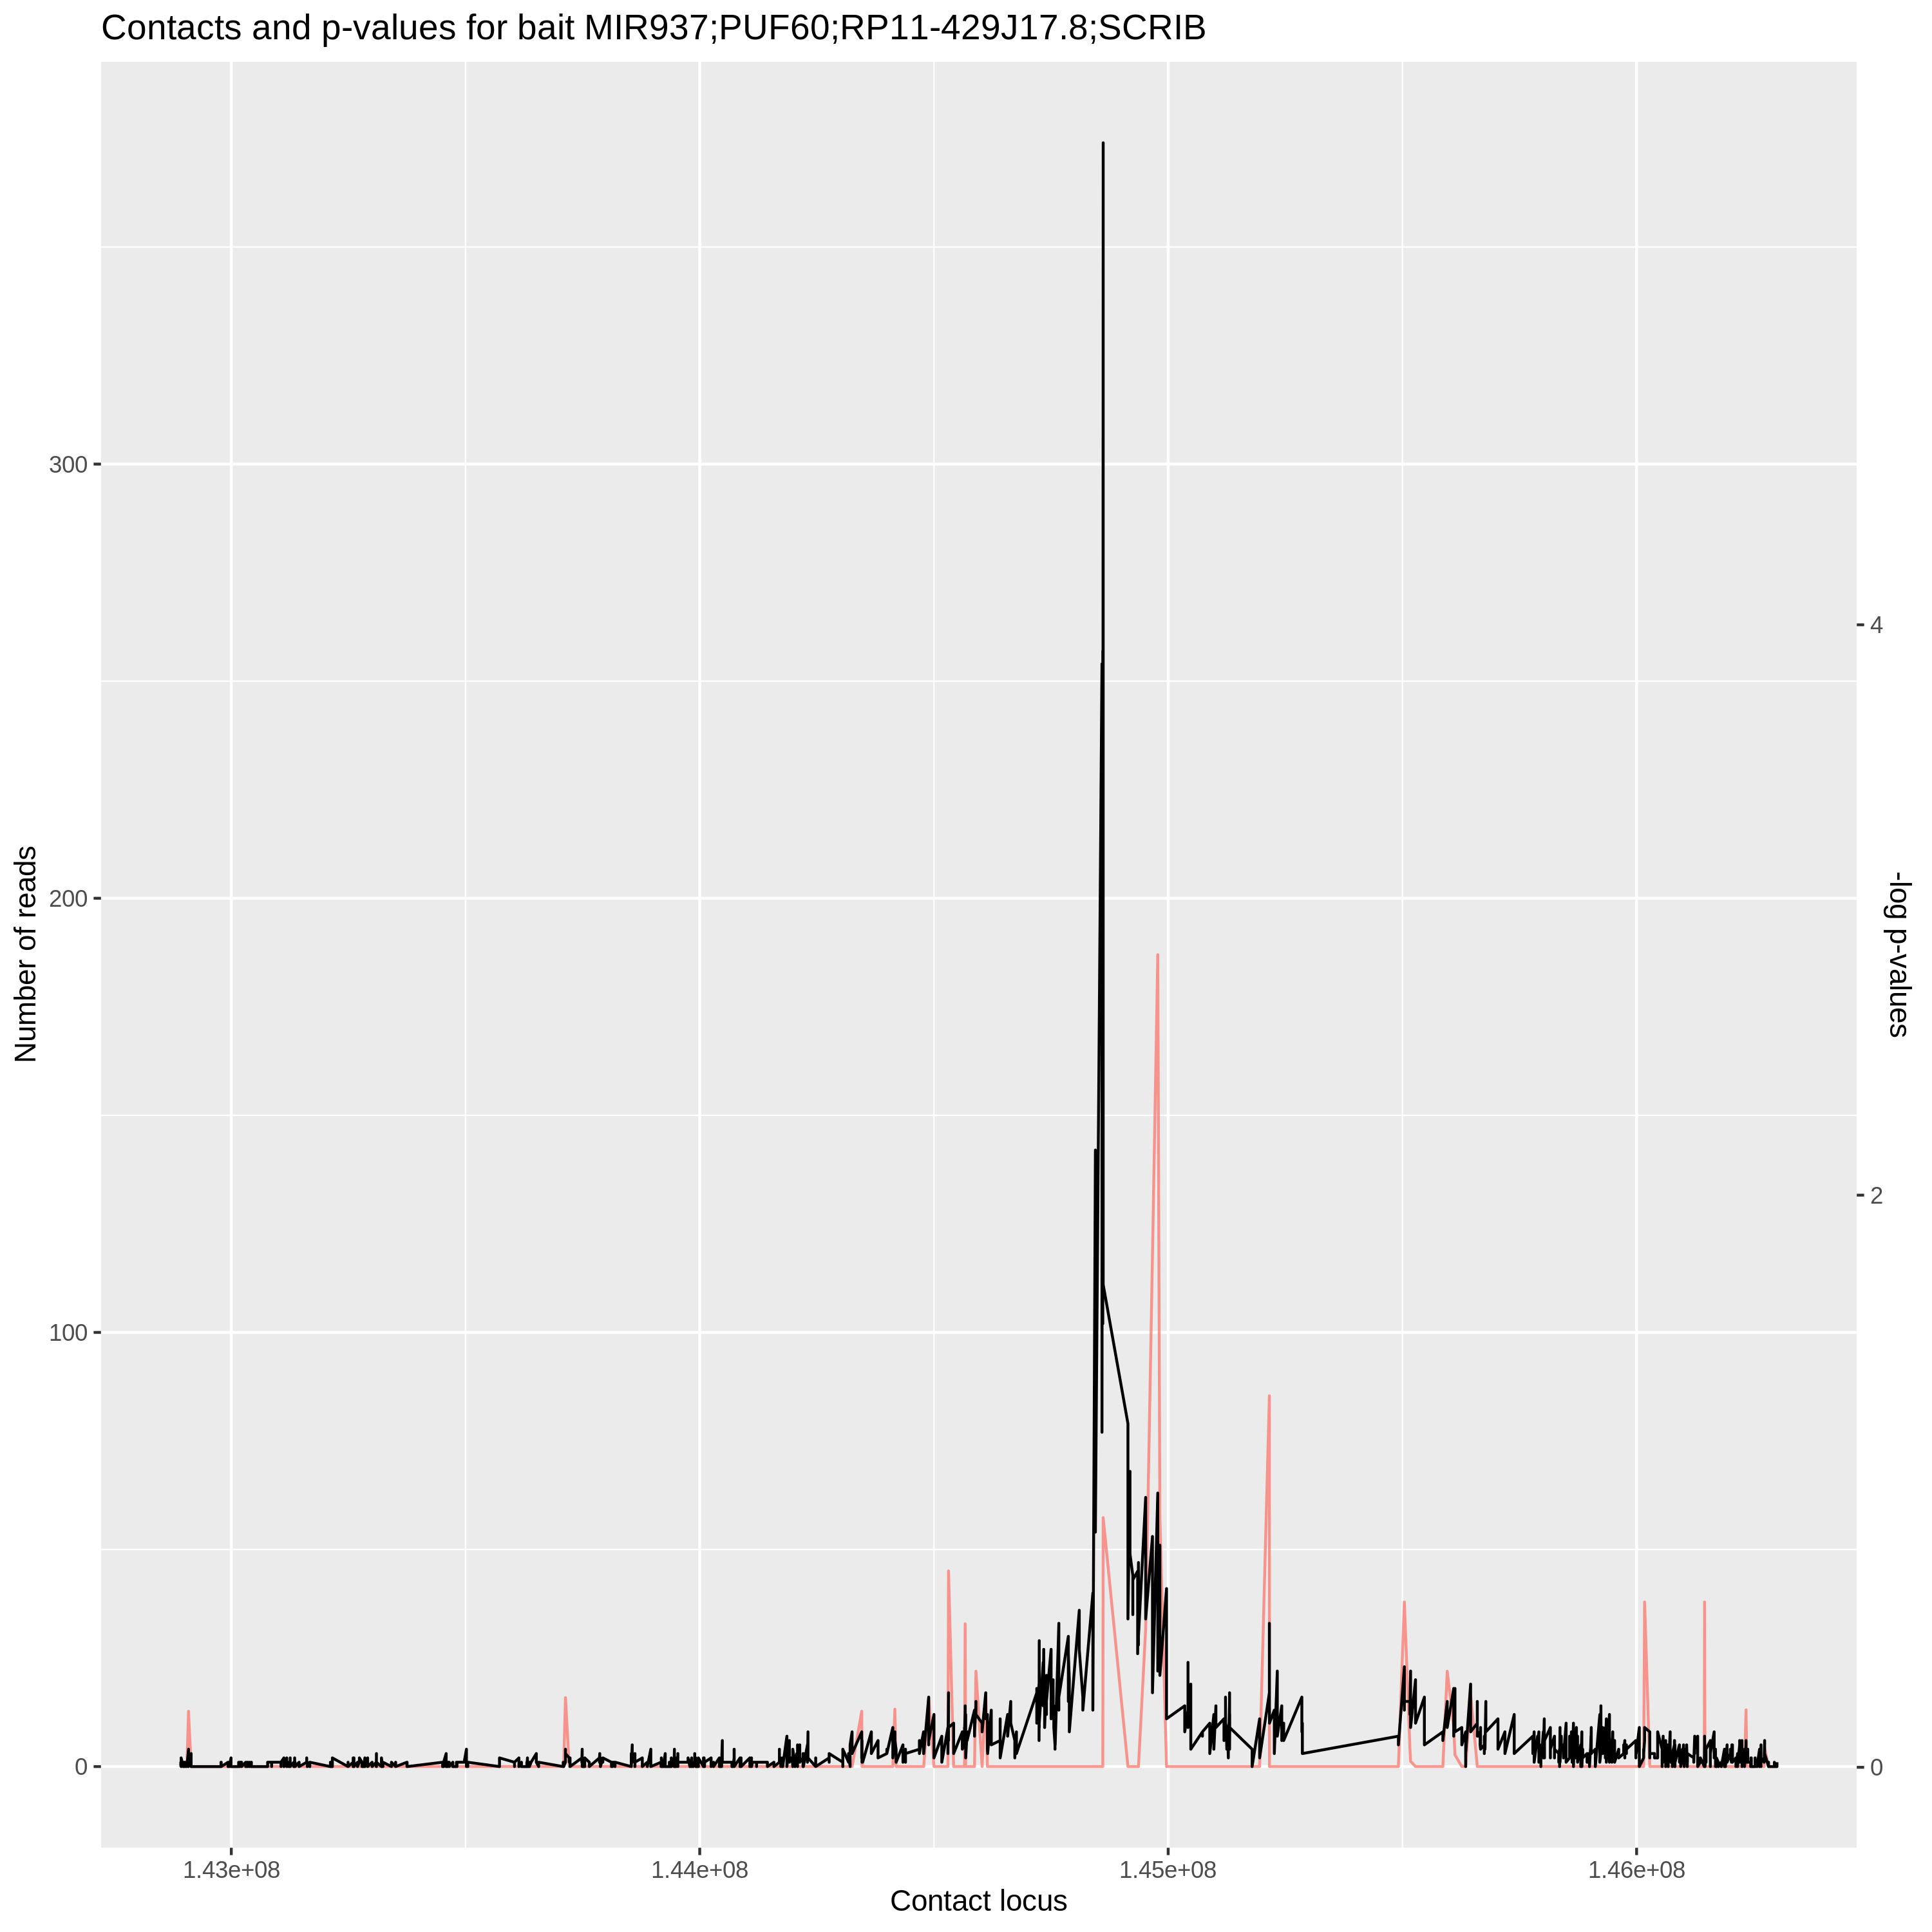 Contacts and p-values for bait MIR937;PUF60;RP11-429J17.8;SCRIB
Number of reads
300
200
100
0
4
2
0
-log p-values
1.43e+08
1.44e+08
1.45e+08
1.46e+08
Contact locus